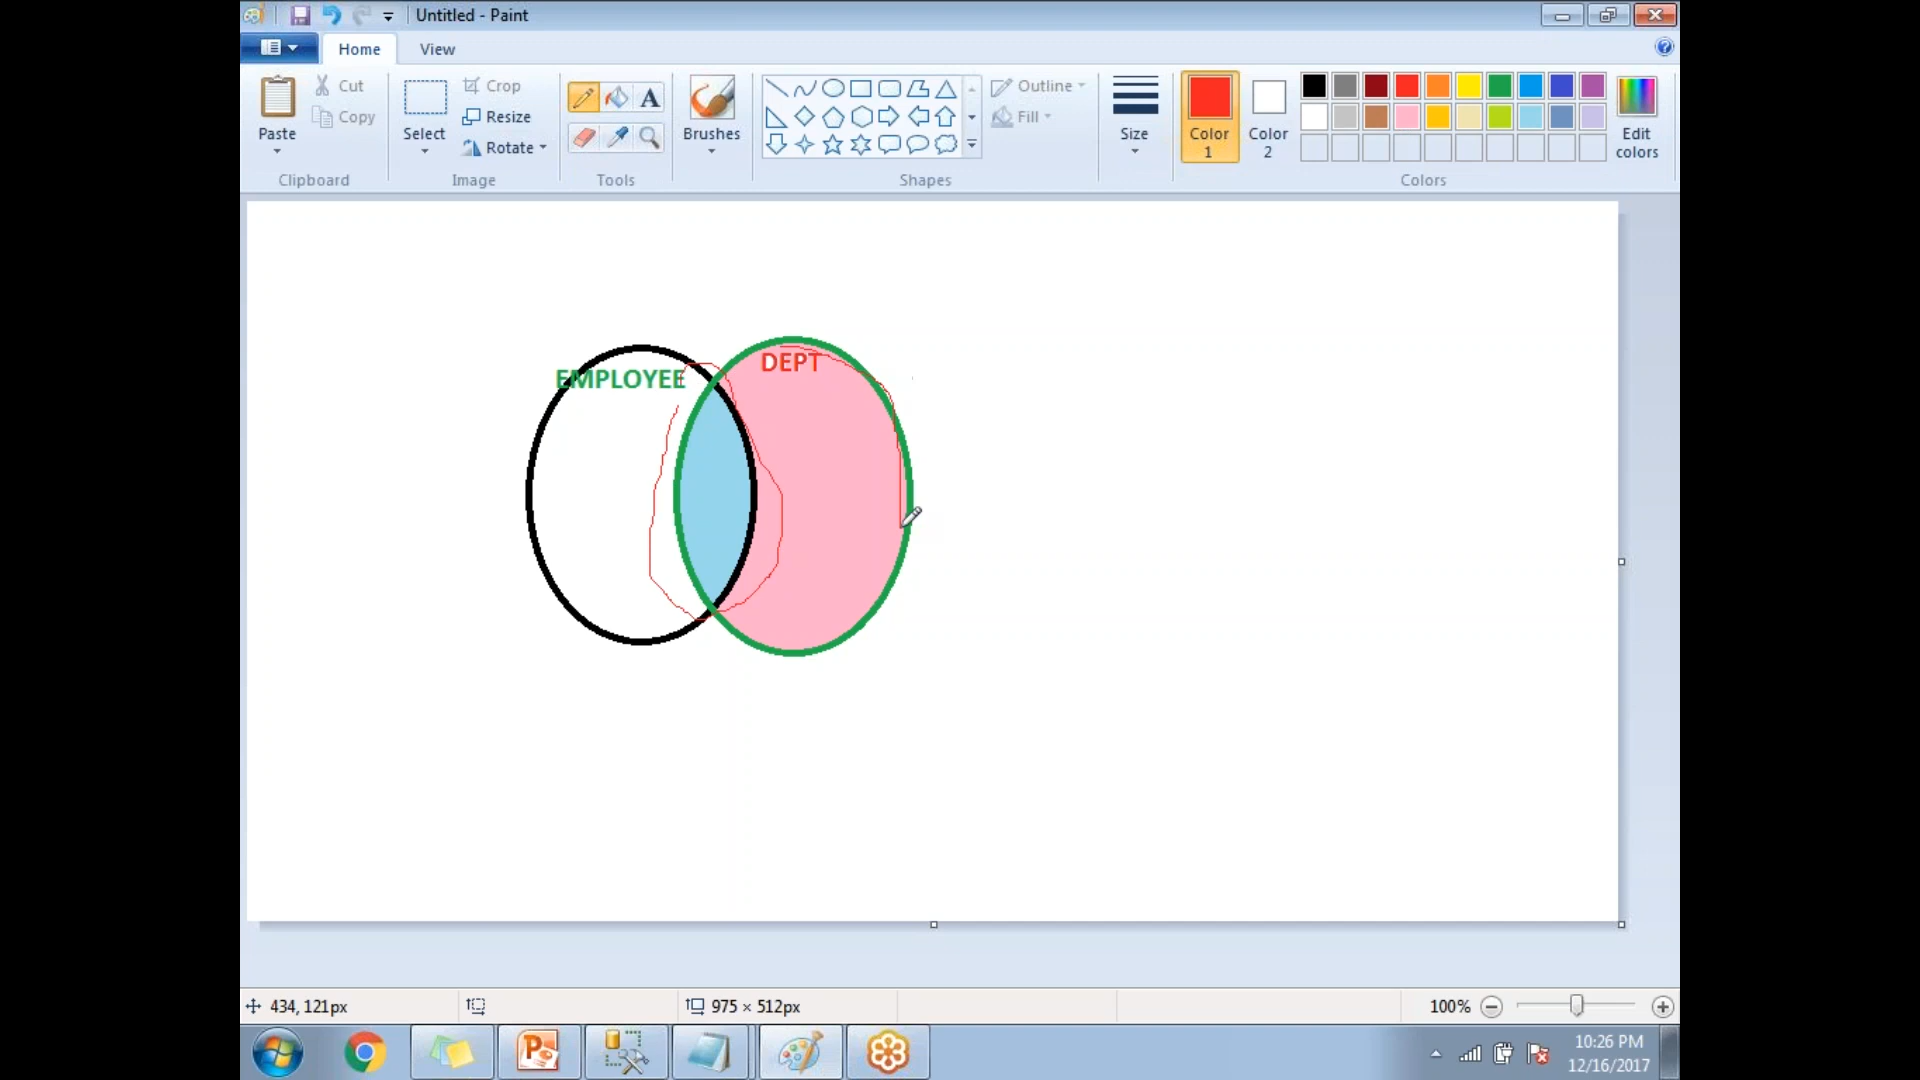 Untitled - Paint
Home View
Cut
Crop
Outline
Copy
Resize
Fill
Paste
Select
Rotate
Brushes
Size
Color 1
Color 2
Edit colors
Clipboard Image Tools Shapes Colors
A
DEPT
EMPLOYEE
434, 121px
975 × 512px
100%
10:26 PM
12/16/2017